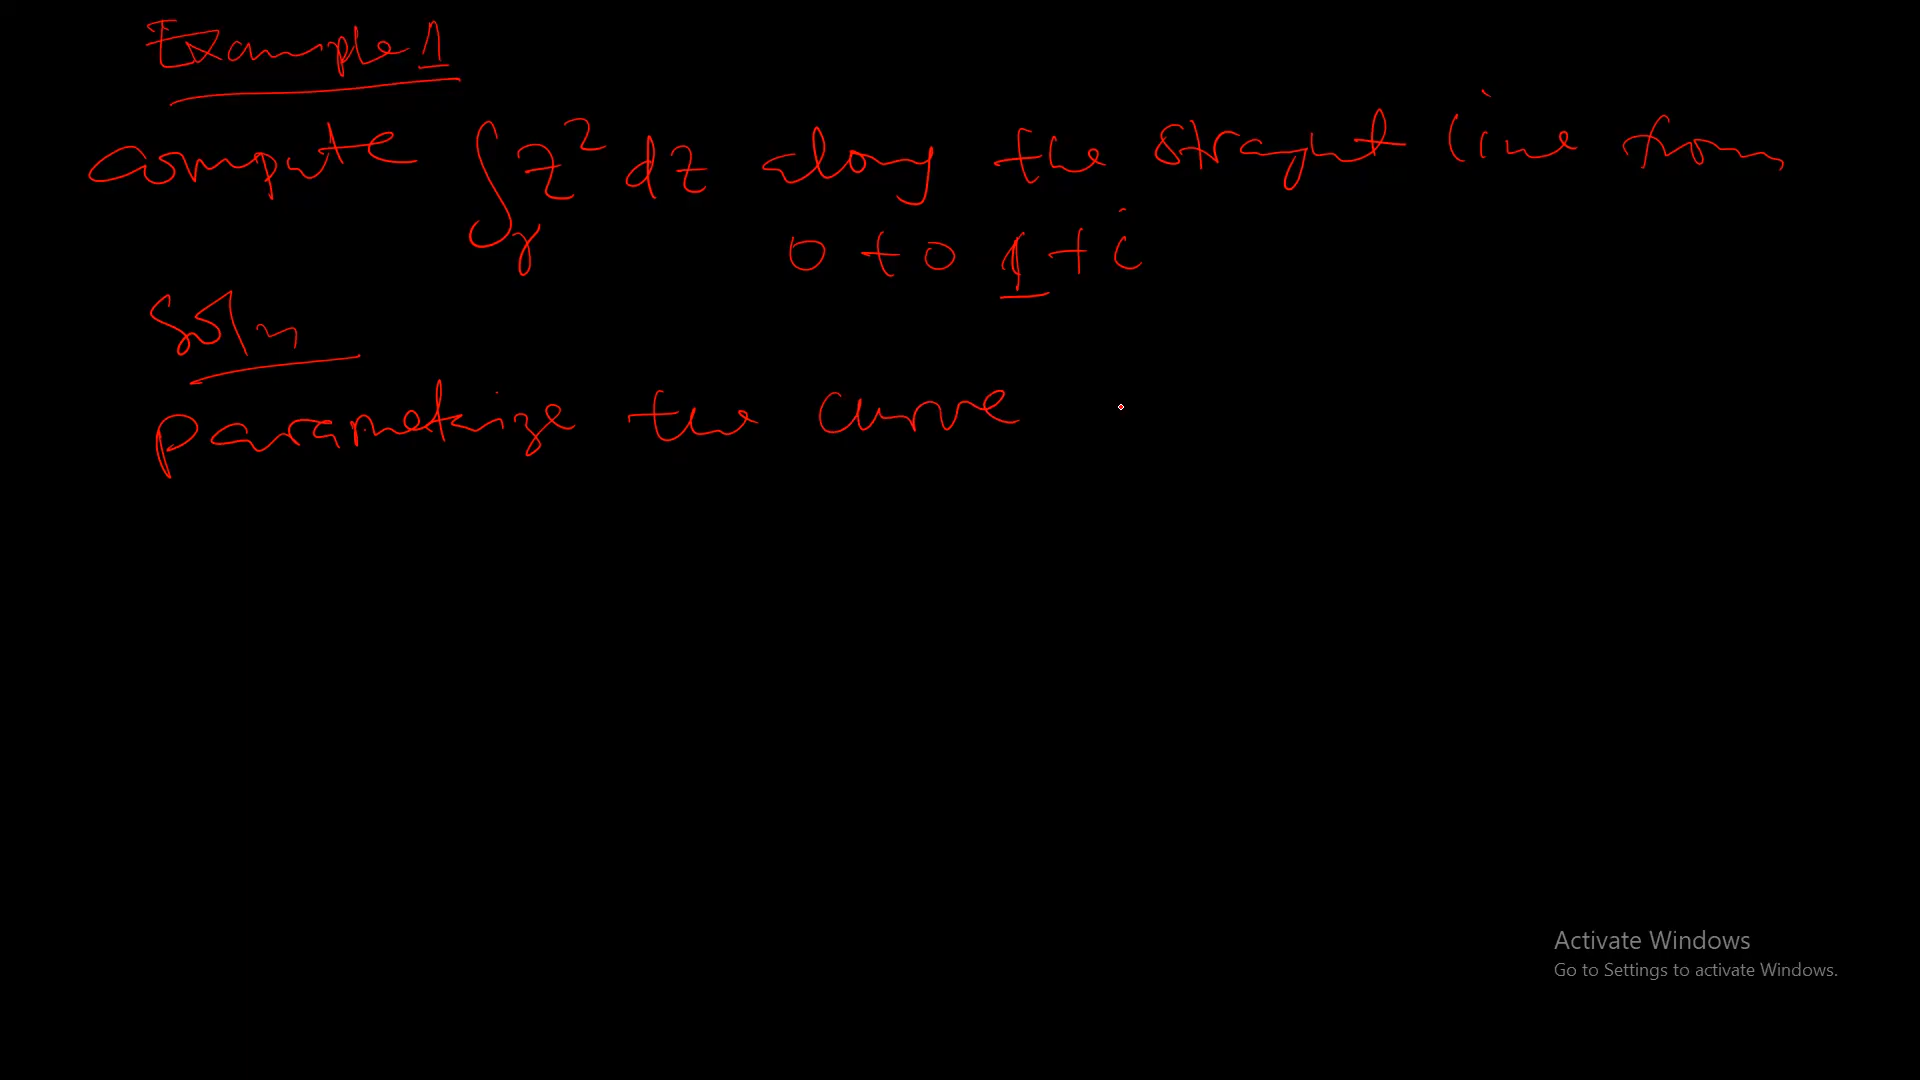 Example 1
compute ∫γ z² dz along the straight line from
0 to 1+i
Soln
parametrize the curve
Activate Windows
Go to Settings to activate Windows.